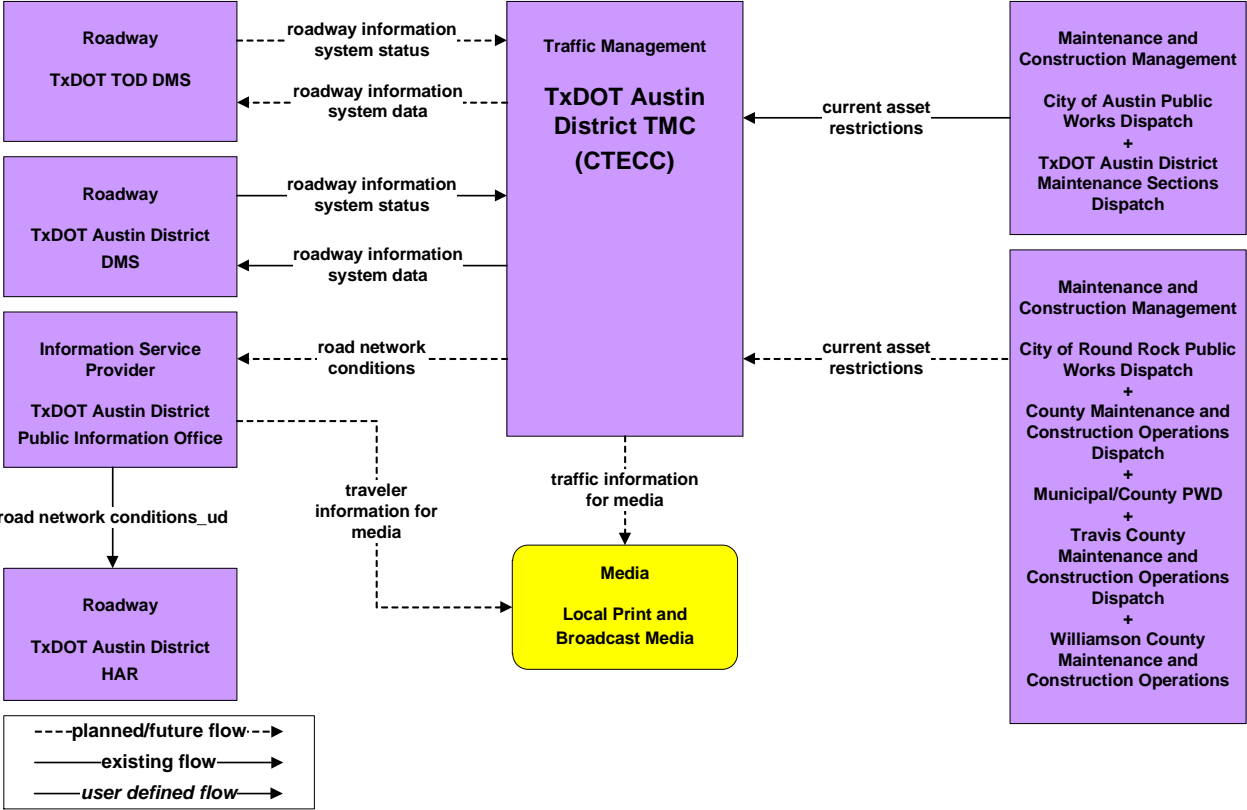 Roadway
TxDOT TOD DMS
roadway information
system status
roadway information
system data
Traffic Management
TxDOT Austin
District TMC
(CTECC)
current asset
restrictions
Maintenance and
Construction Management
City of Austin Public
Works Dispatch
+
TxDOT Austin District
Maintenance Sections
Dispatch
Roadway
TxDOT Austin District
DMS
roadway information
system status
roadway information
system data
Information Service
Provider
TxDOT Austin District
Public Information Office
road network
conditions
current asset
restrictions
Maintenance and
Construction Management
City of Round Rock Public
Works Dispatch
+
County Maintenance and
Construction Operations
Dispatch
+
Municipal/County PWD
+
Travis County
Maintenance and
Construction Operations
Dispatch
+
Williamson County
Maintenance and
Construction Operations
traveler
information for
media
traffic information
for media
road network conditions_ud
Media
Local Print and
Broadcast Media
Roadway
TxDOT Austin District
HAR
planned/future flow
existing flow
user defined flow